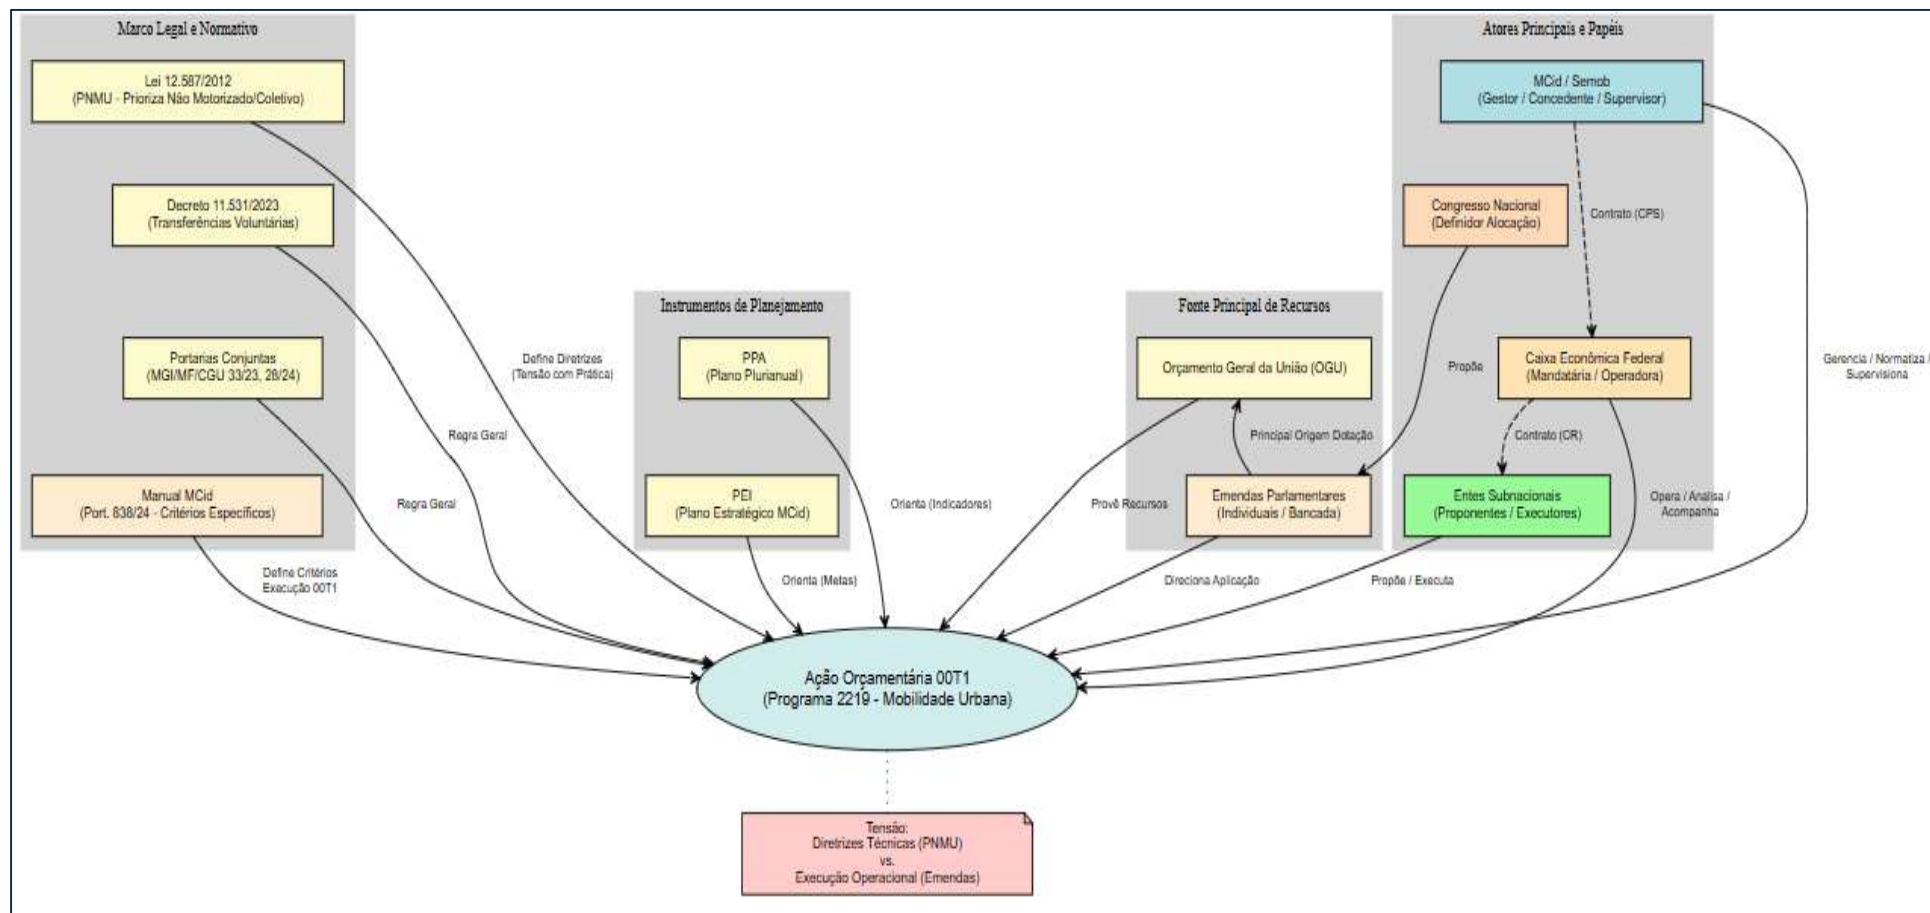 Marco Legal e Normativo
Lei 12.587/2012
(PNMU - Prioriza Não Motorizado/Coletivo)
Decreto 11.531/2023
(Transferências Voluntárias)
Portarias Conjuntas
(MGI/MF/CGU 33/23, 28/24)
Manual MCid
(Port. 838/24 - Critérios Específicos)
Define Diretrizes
(Tensão com Prática)
Regra Geral
Regra Geral
Define Critérios
Execução 00T1
Instrumentos de Planejamento
PPA
(Plano Plurianual)
PEI
(Plano Estratégico MCid)
Orienta (Indicadores)
Orienta (Metas)
Fonte Principal de Recursos
Orçamento Geral da União (OGU)
Principal Origem Dotação
Emendas Parlamentares
(Individuais / Bancada)
Provê Recursos
Direciona Aplicação
Atores Principais e Papéis
MCid / Semob
(Gestor / Concedente / Supervisor)
Congresso Nacional
(Definidor Alocação)
Contrato (CPS)
Propõe
Caixa Econômica Federal
(Mandatária / Operadora)
Gerencia / Normatiza /
Supervisiona
Contrato (CR)
Entes Subnacionais
(Proponentes / Executores)
Opera / Analisa /
Acompanha
Propõe / Executa
Ação Orçamentária 00T1
(Programa 2219 - Mobilidade Urbana)
Tensão:
Diretrizes Técnicas (PNMU)
vs.
Execução Operacional (Emendas)